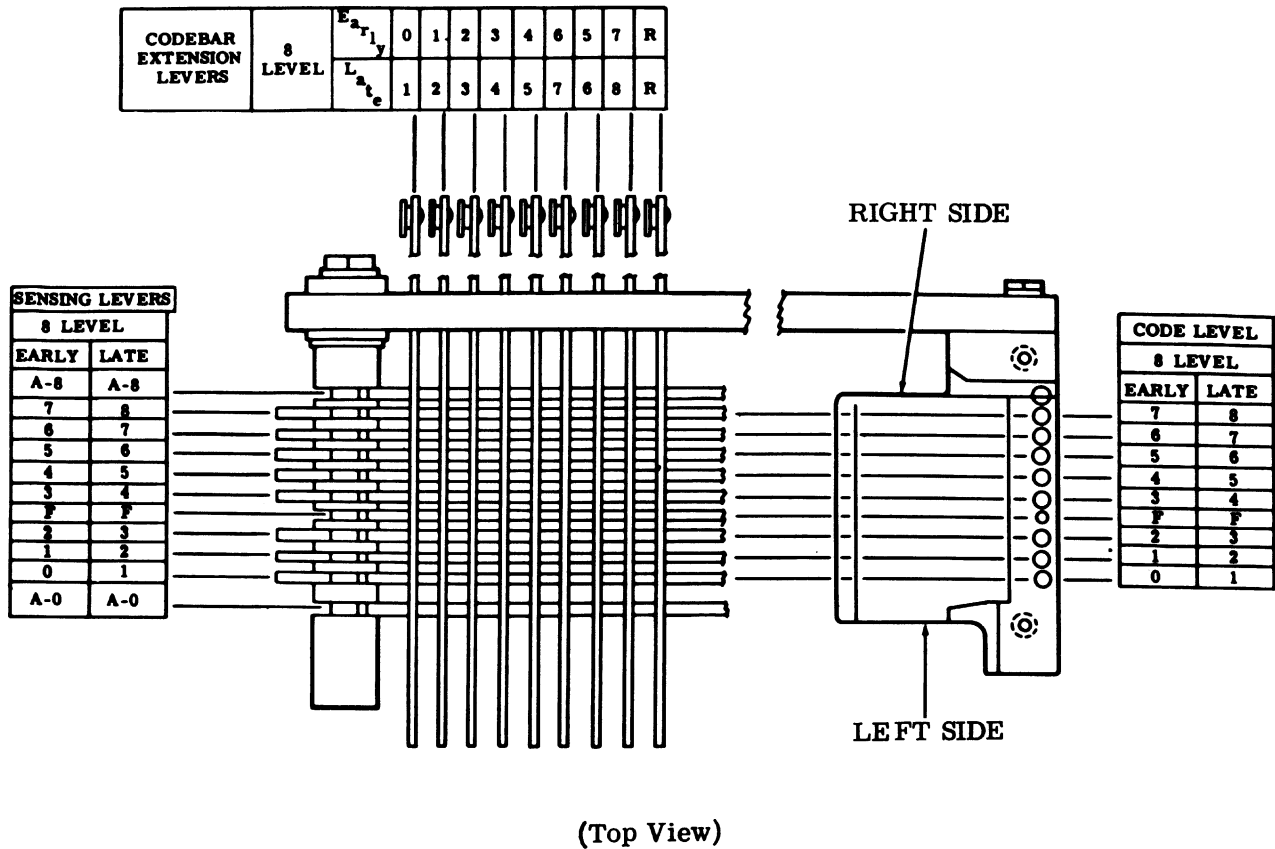 CODEBAR EXTENSION LEVERS
8 LEVEL
Early 0 1 2 3 4 6 5 7 R
Late 1 2 3 4 5 7 6 8 R
RIGHT SIDE
SENSING LEVERS
8 LEVEL
EARLY LATE
A-8 A-8
7 8
6 7
5 6
4 5
3 4
F F
2 3
1 2
0 1
A-0 A-0
CODE LEVEL
8 LEVEL
EARLY LATE
7 8
6 7
5 6
4 5
3 4
F F
2 3
1 2
0 1
LEFT SIDE
(Top View)